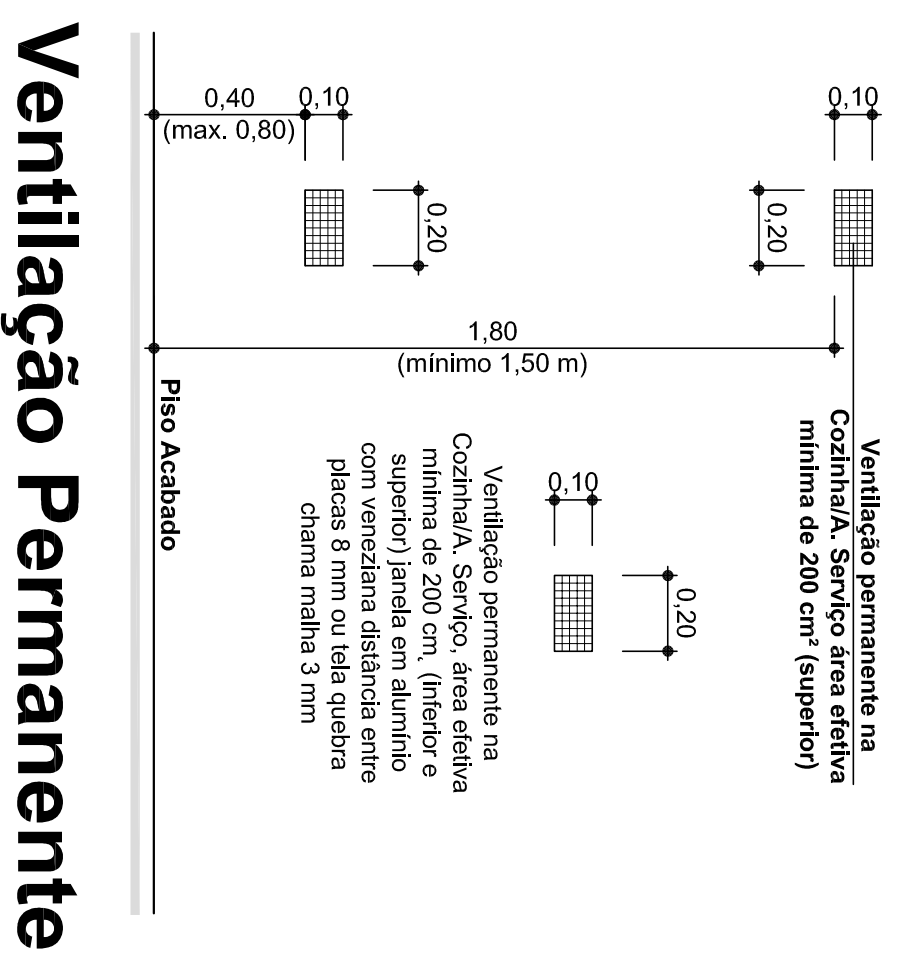 Ventilação permanente na
Cozinha/A. Serviço área efetiva
mínima de 200 cm² (superior)
0,10
0,20
1,80
(mínimo 1,50 m)
0,10
0,20
Ventilação permanente na
Cozinha/A. Serviço, área efetiva
mínima de 200 cm, (inferior e
superior) janela em alumínio
com veneziana distância entre
placas 8 mm ou tela quebra
chama malha 3 mm
0,20
0,10
0,40
(max. 0,80)
Piso Acabado
Ventilação Permanente